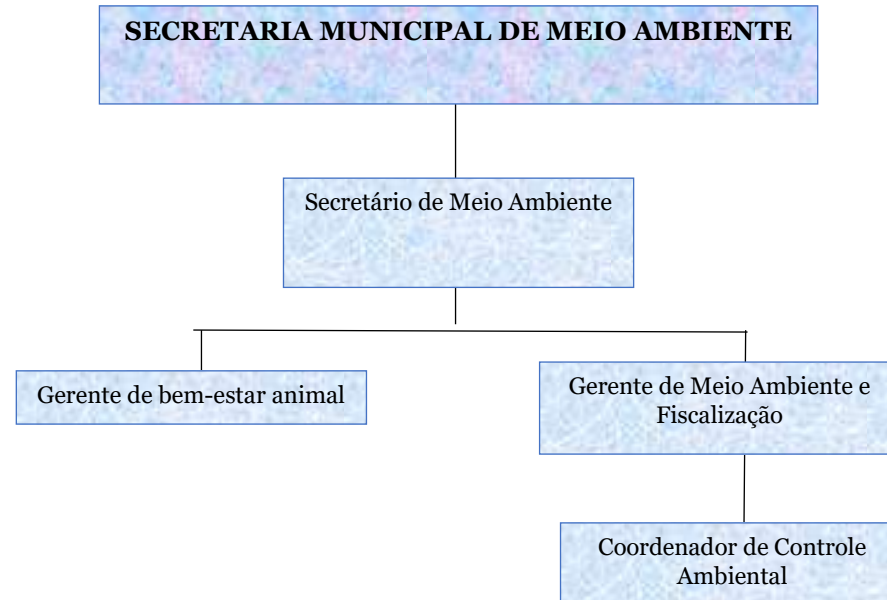 SECRETARIA MUNICIPAL DE MEIO AMBIENTE
Secretário de Meio Ambiente
Gerente de bem-estar animal
Gerente de Meio Ambiente e
Fiscalização
Coordenador de Controle
Ambiental